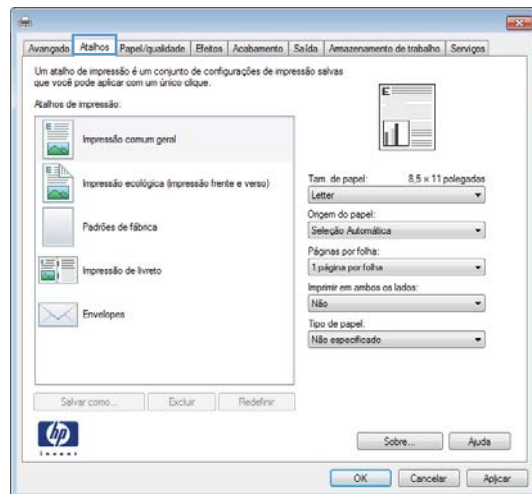 Avançado Atalhos Papel/qualidade Efeitos Acabamento Saída Armazenamento de trabalho Serviços
Um atalho de impressão é um conjunto de configurações de impressão salvas
que você pode aplicar com um único clique.
Atalhos de impressão:
Impressão comum geral
Impressão ecológica (impressão frente e verso)
Padrões de fábrica
Impressão de livreto
Envelopes
Salvar como... Excluir Redefinir
E
Tam. de papel: 8,5 × 11 polegadas
Letter
Origem do papel:
Seleção Automática
Páginas por folha:
1 página por folha
Imprimir em ambos os lados:
Não
Tipo de papel:
Não especificado
hp
invent
Sobre... Ajuda
OK Cancelar Aplicar